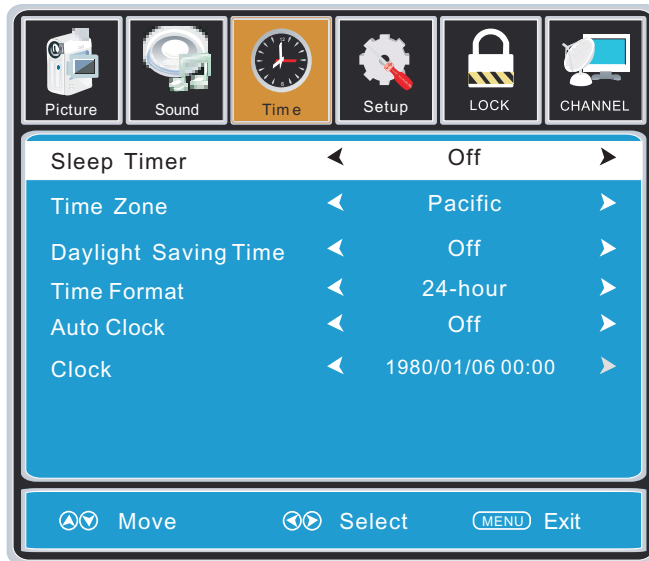 Picture Sound Time Setup LOCK CHANNEL
Sleep Timer Off
Time Zone Pacific
Daylight Saving Time Off
Time Format 24-hour
Auto Clock Off
Clock 1980/01/06 00:00
Move Select MENU Exit